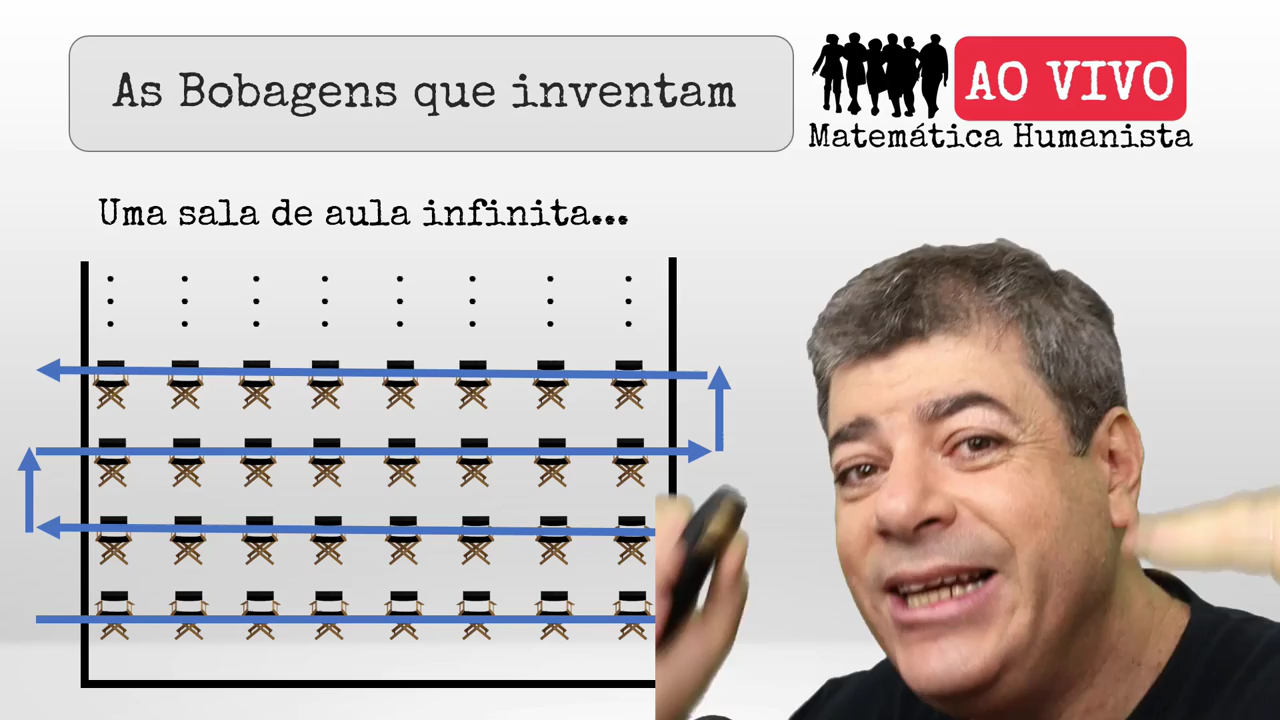 As Bobagens que inventam
AO VIVO
Matemática Humanista
Uma sala de aula infinita...